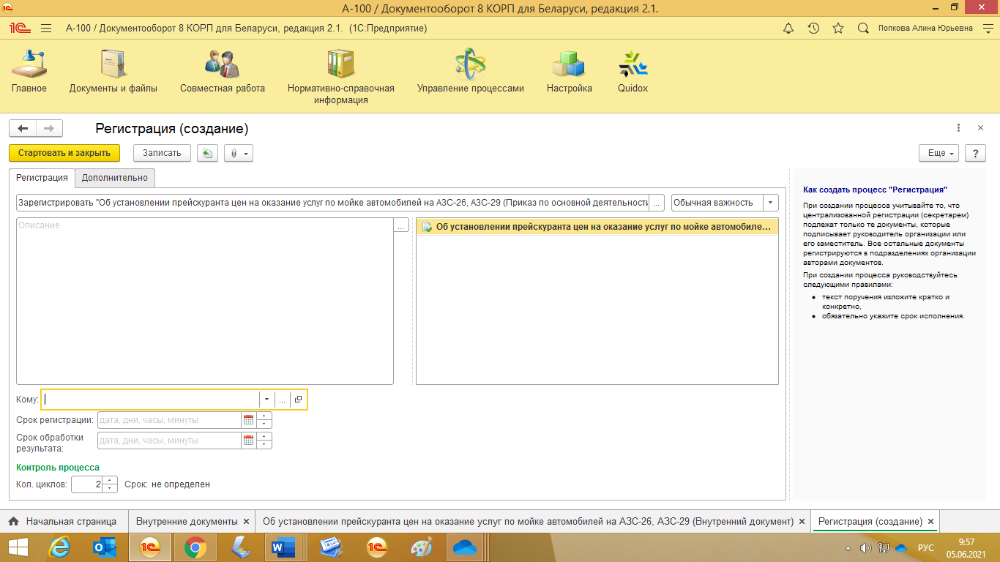 А-100 / Документооборот 8 КОРП для Беларуси, редакция 2.1.
А-100 / Документооборот 8 КОРП для Беларуси, редакция 2.1. (1С:Предприятие)
Попкова Алина Юрьевна
Главное
Документы и файлы
Совместная работа
Нормативно-справочная
информация
Управление процессами
Настройка
Quidox
Регистрация (создание)
Стартовать и закрыть
Записать
Еще
?
Регистрация
Дополнительно
Зарегистрировать "Об установлении прейскуранта цен на оказание услуг по мойке автомобилей на АЗС-26, АЗС-29 (Приказ по основной деятельности
...
Обычная важность
Описание
...
Об установлении прейскуранта цен на оказание услуг по мойке автомобиле...
Кому:
...
Срок регистрации:
дата, дни, часы, минуты
Срок обработки
результата:
дата, дни, часы, минуты
Контроль процесса
Кол. циклов:
2
Срок: не определен
Как создать процесс "Регистрация"
При создании процесса учитывайте то, что
централизованной регистрации (секретарем)
подлежат только те документы, которые
подписывает руководитель организации или
его заместитель. Все остальные документы
регистрируются в подразделениях организации
авторами документов.
При создании процесса руководствуйтесь
следующими правилами:
• текст поручения изложите кратко и
конкретно,
• обязательно укажите срок исполнения.
Начальная страница
Внутренние документы
Об установлении прейскуранта цен на оказание услуг по мойке автомобилей на АЗС-26, АЗС-29 (Внутренний документ)
Регистрация (создание)
РУС
9:57
05.06.2021